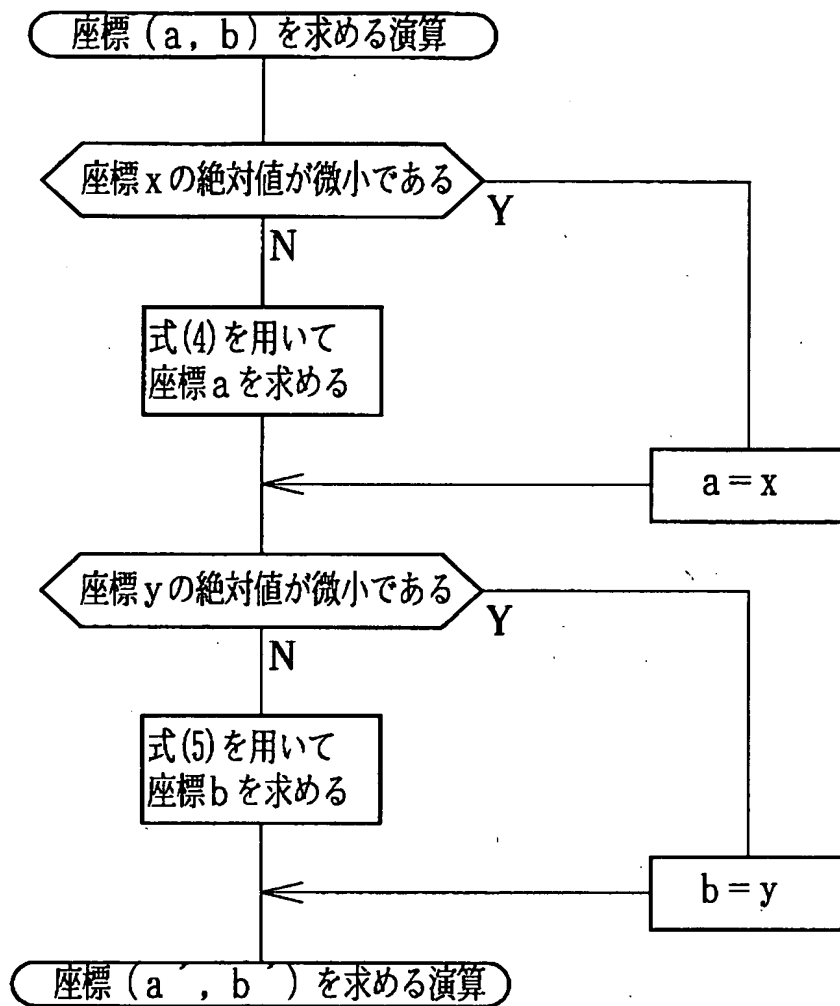 座標(a, b)を求める演算
座標xの絶対値が微小である
Y
N
式(4)を用いて
座標aを求める
a=x
座標yの絶対値が微小である
Y
N
式(5)を用いて
座標bを求める
b=y
座標(a´, b´)を求める演算